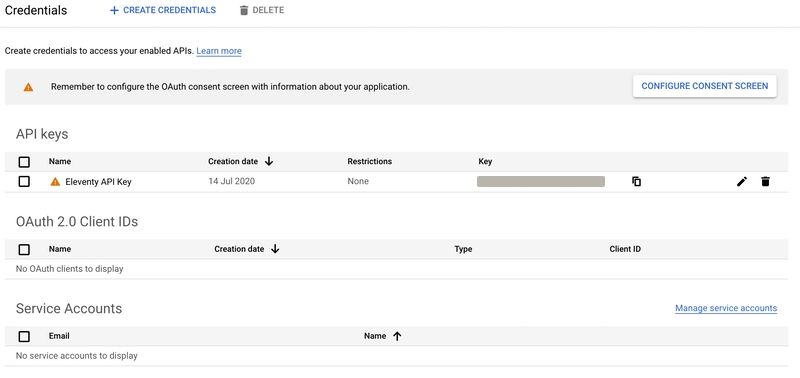 Credentials
+ CREATE CREDENTIALS
DELETE
Create credentials to access your enabled APIs. Learn more
Remember to configure the OAuth consent screen with information about your application.
CONFIGURE CONSENT SCREEN
API keys
Name Creation date Restrictions Key
Eleventy API Key 14 Jul 2020 None
OAuth 2.0 Client IDs
Name Creation date Type Client ID
No OAuth clients to display
Service Accounts
Manage service accounts
Email Name
No service accounts to display